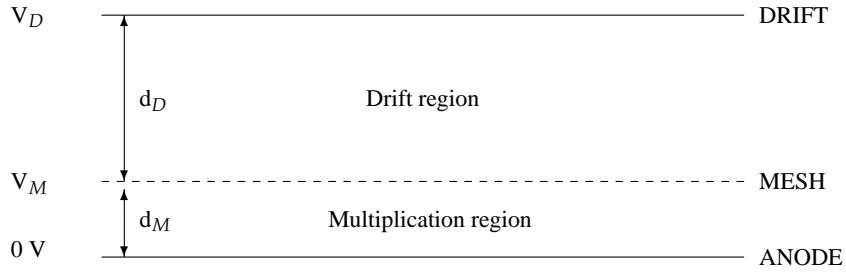 V_D DRIFT
d_D Drift region
V_M MESH
d_M Multiplication region
0 V ANODE